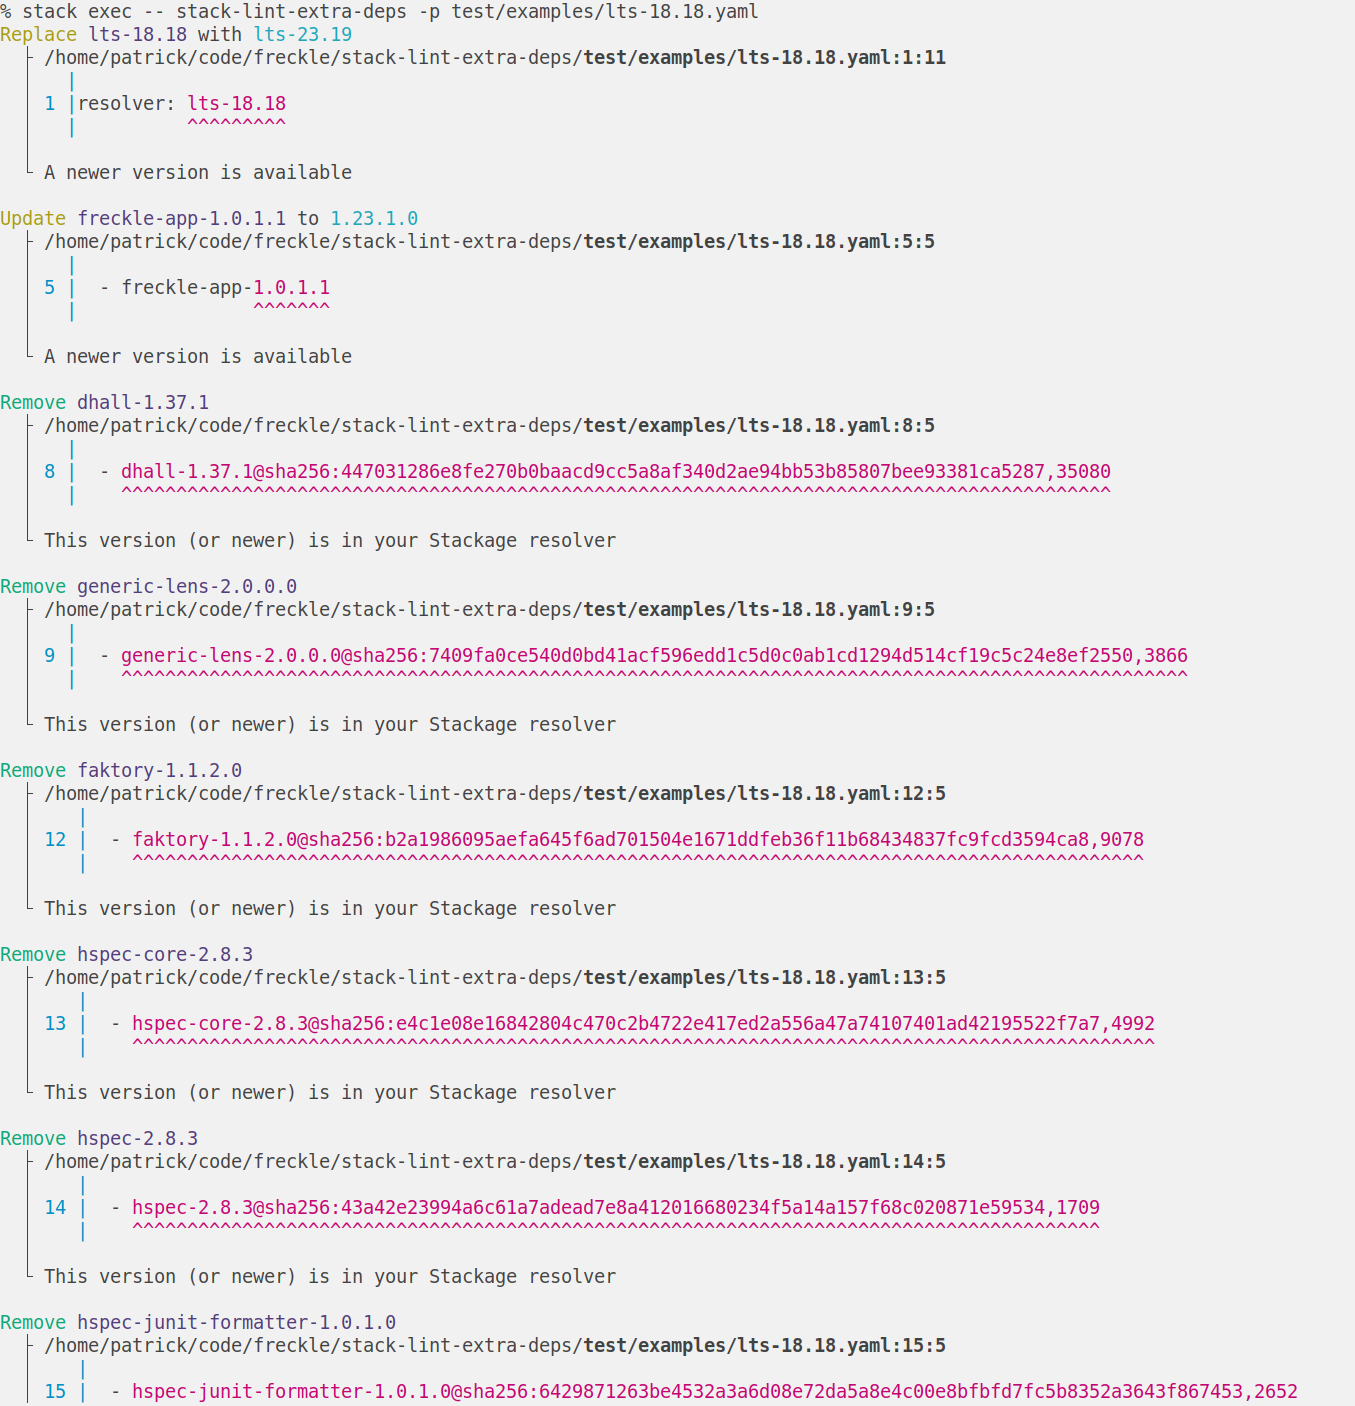 % stack exec -- stack-lint-extra-deps -p test/examples/lts-18.18.yaml
Replace lts-18.18 with lts-23.19
/home/patrick/code/freckle/stack-lint-extra-deps/test/examples/lts-18.18.yaml:1:11
|
1 |resolver: lts-18.18
| ^^^^^^^^^
A newer version is available
Update freckle-app-1.0.1.1 to 1.23.1.0
/home/patrick/code/freckle/stack-lint-extra-deps/test/examples/lts-18.18.yaml:5:5
|
5 |  - freckle-app-1.0.1.1
| ^^^^^^^
A newer version is available
Remove dhall-1.37.1
/home/patrick/code/freckle/stack-lint-extra-deps/test/examples/lts-18.18.yaml:8:5
|
8 |  - dhall-1.37.1@sha256:447031286e8fe270b0baacd9cc5a8af340d2ae94bb53b85807bee93381ca5287,35080
| ^^^^^^^^^^^^^^^^^^^^^^^^^^^^^^^^^^^^^^^^^^^^^^^^^^^^^^^^^^^^^^^^^^^^^^^^^^^^^^^^^^^^^^^^^^
This version (or newer) is in your Stackage resolver
Remove generic-lens-2.0.0.0
/home/patrick/code/freckle/stack-lint-extra-deps/test/examples/lts-18.18.yaml:9:5
|
9 |  - generic-lens-2.0.0.0@sha256:7409fa0ce540d0bd41acf596edd1c5d0c0ab1cd1294d514cf19c5c24e8ef2550,3866
| ^^^^^^^^^^^^^^^^^^^^^^^^^^^^^^^^^^^^^^^^^^^^^^^^^^^^^^^^^^^^^^^^^^^^^^^^^^^^^^^^^^^^^^^^^^^^^^^^^
This version (or newer) is in your Stackage resolver
Remove faktory-1.1.2.0
/home/patrick/code/freckle/stack-lint-extra-deps/test/examples/lts-18.18.yaml:12:5
|
12 |  - faktory-1.1.2.0@sha256:b2a1986095aefa645f6ad701504e1671ddfeb36f11b68434837fc9fcd3594ca8,9078
| ^^^^^^^^^^^^^^^^^^^^^^^^^^^^^^^^^^^^^^^^^^^^^^^^^^^^^^^^^^^^^^^^^^^^^^^^^^^^^^^^^^^^^^^^^^^^
This version (or newer) is in your Stackage resolver
Remove hspec-core-2.8.3
/home/patrick/code/freckle/stack-lint-extra-deps/test/examples/lts-18.18.yaml:13:5
|
13 |  - hspec-core-2.8.3@sha256:e4c1e08e16842804c470c2b4722e417ed2a556a47a74107401ad42195522f7a7,4992
| ^^^^^^^^^^^^^^^^^^^^^^^^^^^^^^^^^^^^^^^^^^^^^^^^^^^^^^^^^^^^^^^^^^^^^^^^^^^^^^^^^^^^^^^^^^^^^
This version (or newer) is in your Stackage resolver
Remove hspec-2.8.3
/home/patrick/code/freckle/stack-lint-extra-deps/test/examples/lts-18.18.yaml:14:5
|
14 |  - hspec-2.8.3@sha256:43a42e23994a6c61a7adead7e8a412016680234f5a14a157f68c020871e59534,1709
| ^^^^^^^^^^^^^^^^^^^^^^^^^^^^^^^^^^^^^^^^^^^^^^^^^^^^^^^^^^^^^^^^^^^^^^^^^^^^^^^^^^^^^^^^
This version (or newer) is in your Stackage resolver
Remove hspec-junit-formatter-1.0.1.0
/home/patrick/code/freckle/stack-lint-extra-deps/test/examples/lts-18.18.yaml:15:5
|
15 |  - hspec-junit-formatter-1.0.1.0@sha256:6429871263be4532a3a6d08e72da5a8e4c00e8bfbfd7fc5b8352a3643f867453,2652